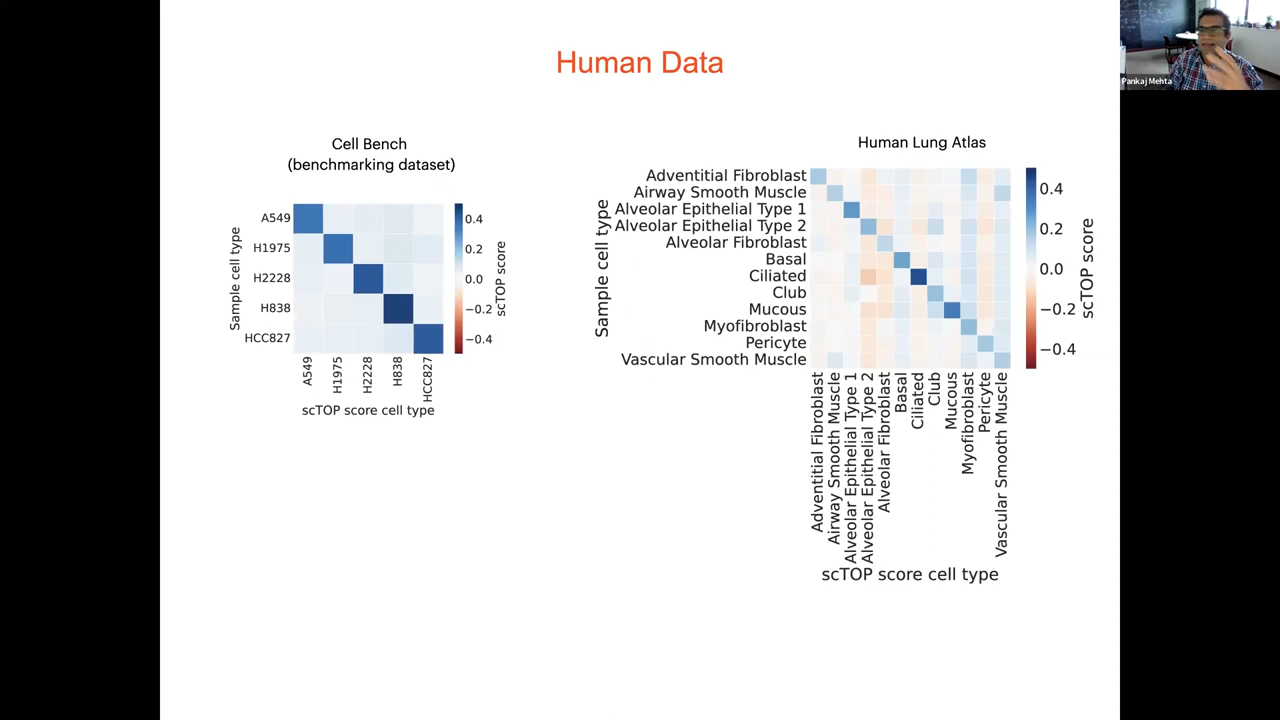 Human Data
Pankaj Mehta
Cell Bench
(benchmarking dataset)
Sample cell type
A549
H1975
H2228
H838
HCC827
A549
H1975
H2228
H838
HCC827
scTOP score cell type
0.4
0.2
0.0
−0.2
−0.4
scTOP score
Human Lung Atlas
Sample cell type
Adventitial Fibroblast
Airway Smooth Muscle
Alveolar Epithelial Type 1
Alveolar Epithelial Type 2
Alveolar Fibroblast
Basal
Ciliated
Club
Mucous
Myofibroblast
Pericyte
Vascular Smooth Muscle
Adventitial Fibroblast
Airway Smooth Muscle
Alveolar Epithelial Type 1
Alveolar Epithelial Type 2
Alveolar Fibroblast
Basal
Ciliated
Club
Mucous
Myofibroblast
Pericyte
Vascular Smooth Muscle
scTOP score cell type
0.4
0.2
0.0
−0.2
−0.4
scTOP score